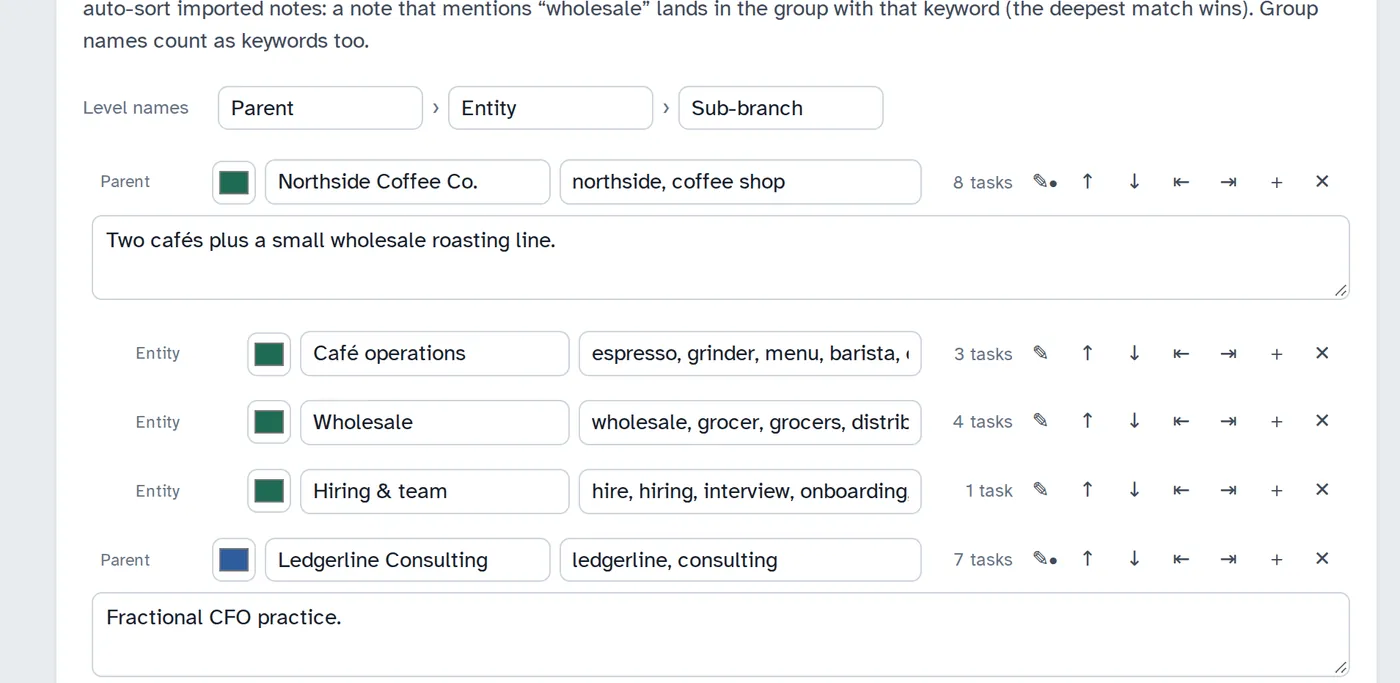 auto-sort imported notes: a note that mentions “wholesale” lands in the group with that keyword (the deepest match wins). Group
names count as keywords too.
Level names Parent › Entity › Sub-branch
Parent Northside Coffee Co. northside, coffee shop 8 tasks ✎● ↑ ↓ ⇤ ⇥ + ✕
Two cafés plus a small wholesale roasting line.
Entity Café operations espresso, grinder, menu, barista, 3 tasks ✎ ↑ ↓ ⇤ ⇥ + ✕
Entity Wholesale wholesale, grocer, grocers, distrib 4 tasks ✎ ↑ ↓ ⇤ ⇥ + ✕
Entity Hiring & team hire, hiring, interview, onboarding, 1 task ✎ ↑ ↓ ⇤ ⇥ + ✕
Parent Ledgerline Consulting ledgerline, consulting 7 tasks ✎● ↑ ↓ ⇤ ⇥ + ✕
Fractional CFO practice.